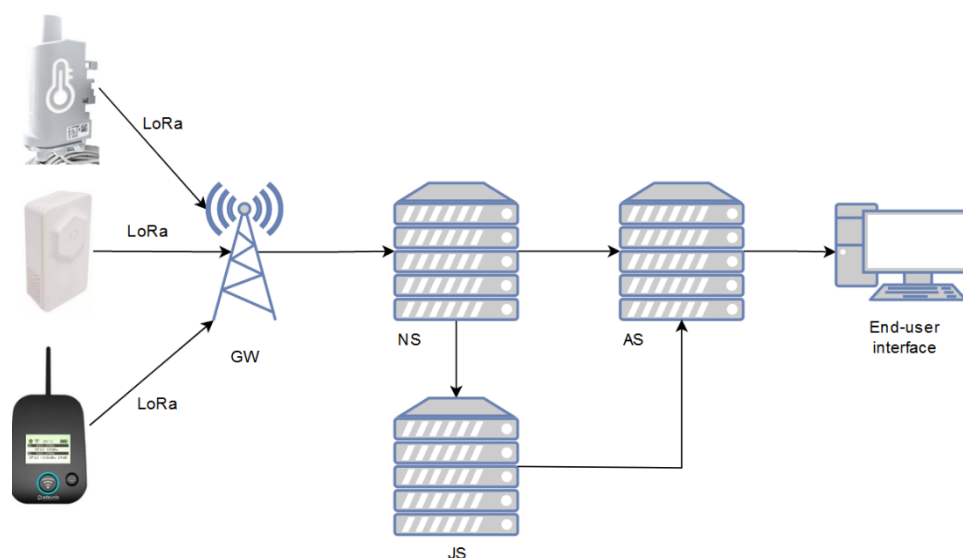 LoRa
LoRa
LoRa
GW
NS
AS
JS
End-user
interface